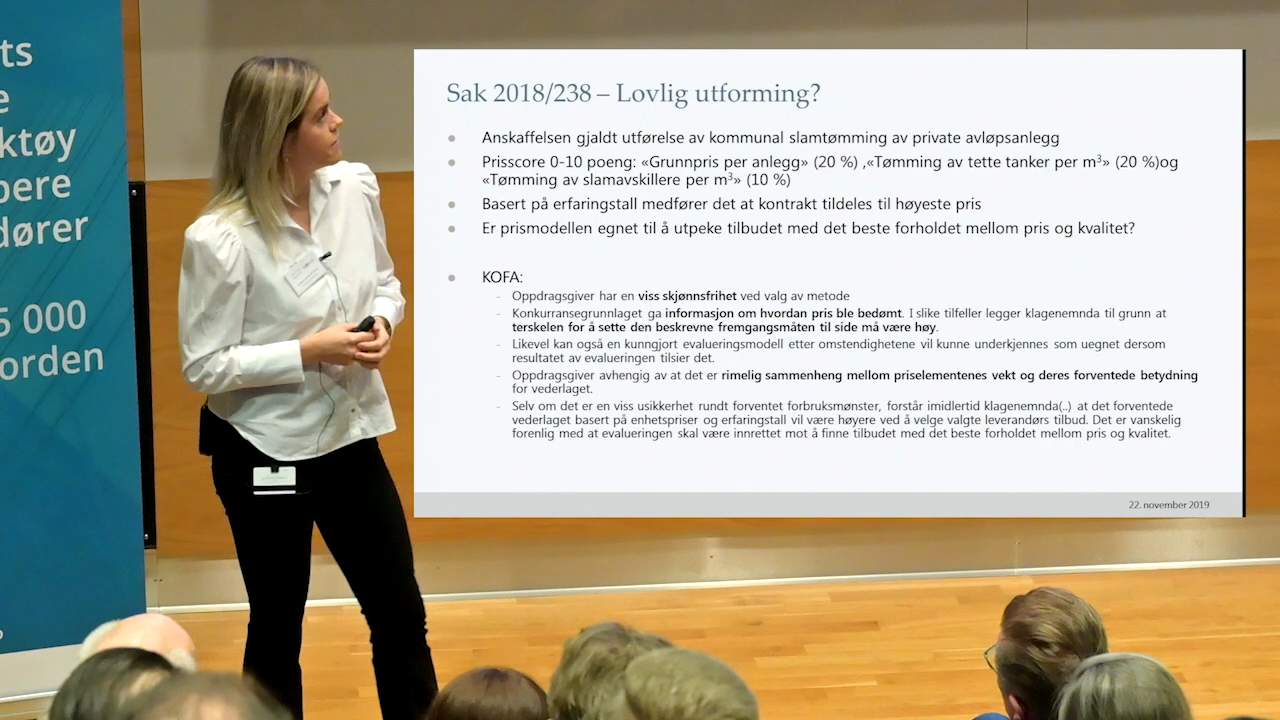 ts
e
ktøy
pere
dører
5 000
orden
Sak 2018/238 – Lovlig utforming?
● Anskaffelsen gjaldt utførelse av kommunal slamtømming av private avløpsanlegg
● Prisscore 0-10 poeng: «Grunnpris per anlegg» (20 %) ,«Tømming av tette tanker per m³» (20 %)og
«Tømming av slamavskillere per m³» (10 %)
● Basert på erfaringstall medfører det at kontrakt tildeles til høyeste pris
● Er prismodellen egnet til å utpeke tilbudet med det beste forholdet mellom pris og kvalitet?
● KOFA:
- Oppdragsgiver har en viss skjønnsfrihet ved valg av metode
- Konkurransegrunnlaget ga informasjon om hvordan pris ble bedømt. I slike tilfeller legger klagenemnda til grunn at
terskelen for å sette den beskrevne fremgangsmåten til side må være høy.
- Likevel kan også en kunngjort evalueringsmodell etter omstendighetene vil kunne underkjennes som uegnet dersom
resultatet av evalueringen tilsier det.
- Oppdragsgiver avhengig av at det er rimelig sammenheng mellom priselementenes vekt og deres forventede betydning
for vederlaget.
- Selv om det er en viss usikkerhet rundt forventet forbruksmønster, forstår imidlertid klagenemnda(..) at det forventede
vederlaget basert på enhetspriser og erfaringstall vil være høyere ved å velge valgte leverandørs tilbud. Det er vanskelig
forenlig med at evalueringen skal være innrettet mot å finne tilbudet med det beste forholdet mellom pris og kvalitet.
22. november 2019